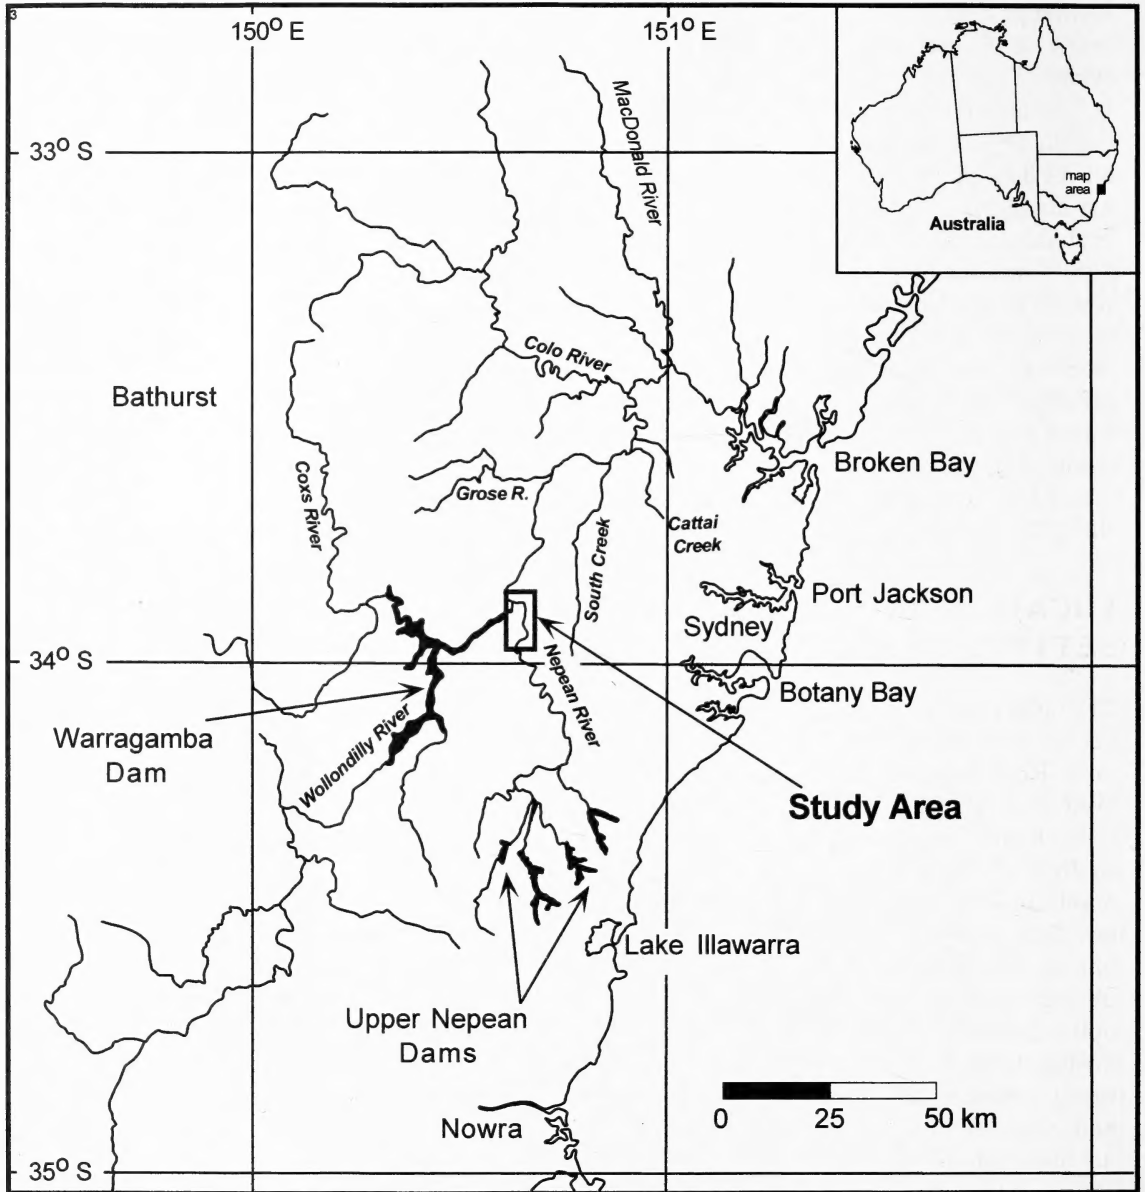 3
150° E
151° E
33° S
MacDonald River
map
area
Australia
Colo River
Bathurst
Broken Bay
Coxs River
Grose R.
South Creek
Cattai
Creek
Port Jackson
Sydney
34° S
Nepean River
Botany Bay
Warragamba
Dam
Wollondilly River
Study Area
Lake Illawarra
Upper Nepean
Dams
0 25 50 km
Nowra
35° S